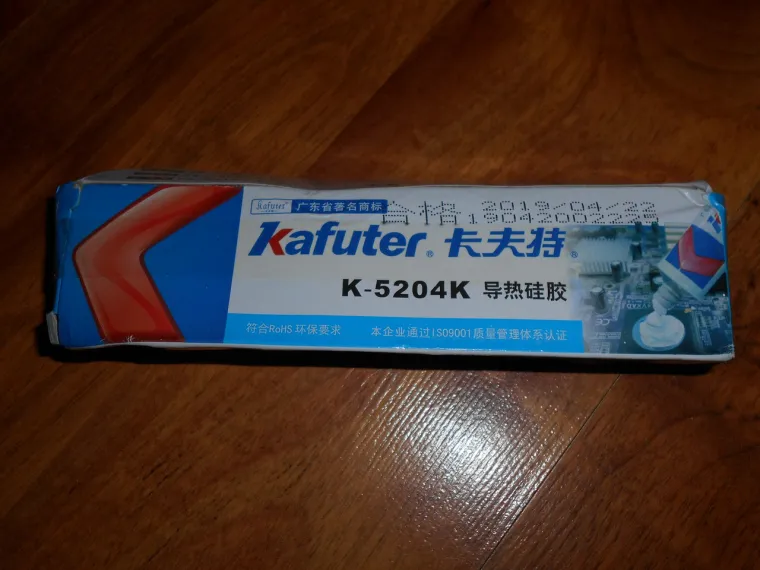 Kafuter 广东省著名商标
合格 2019/04/22
19042002225
Kafuter® 卡夫特®
K-5204K 导热硅胶
符合RoHS 环保要求 本企业通过ISO9001质量管理体系认证